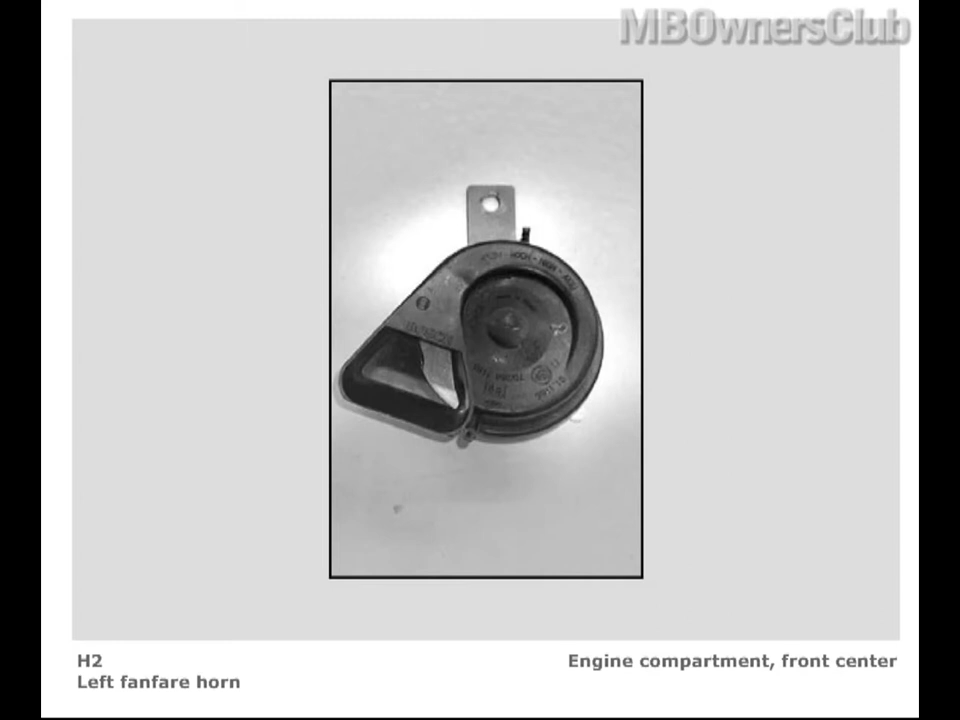 MBOwnersClub
H2
Left fanfare horn
Engine compartment, front center